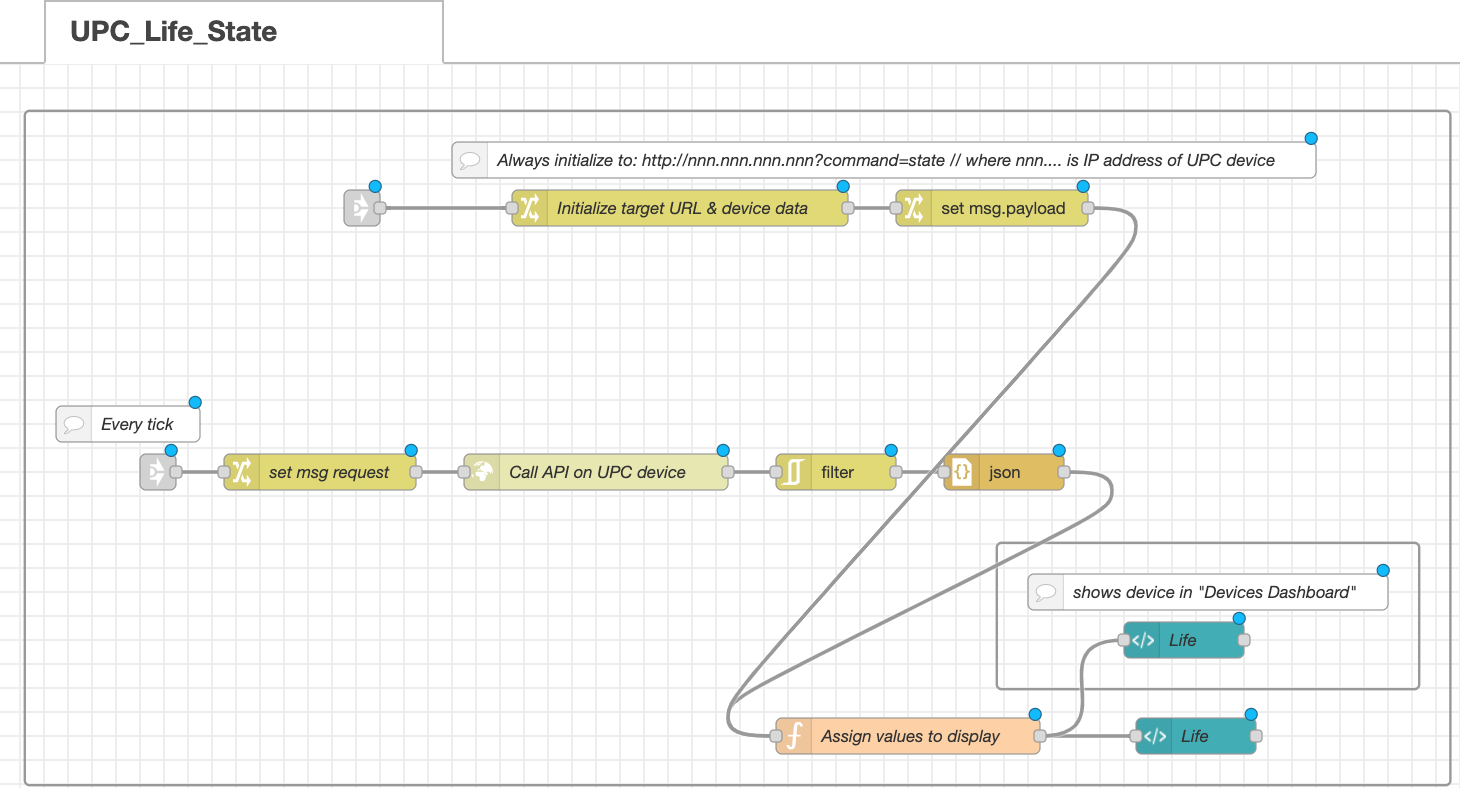 UPC_Life_State
Always initialize to: http://nnn.nnn.nnn.nnn?command=state // where nnn.... is IP address of UPC device
Initialize target URL & device data
set msg.payload
Every tick
set msg request
Call API on UPC device
filter
json
shows device in "Devices Dashboard"
Life
Assign values to display
Life